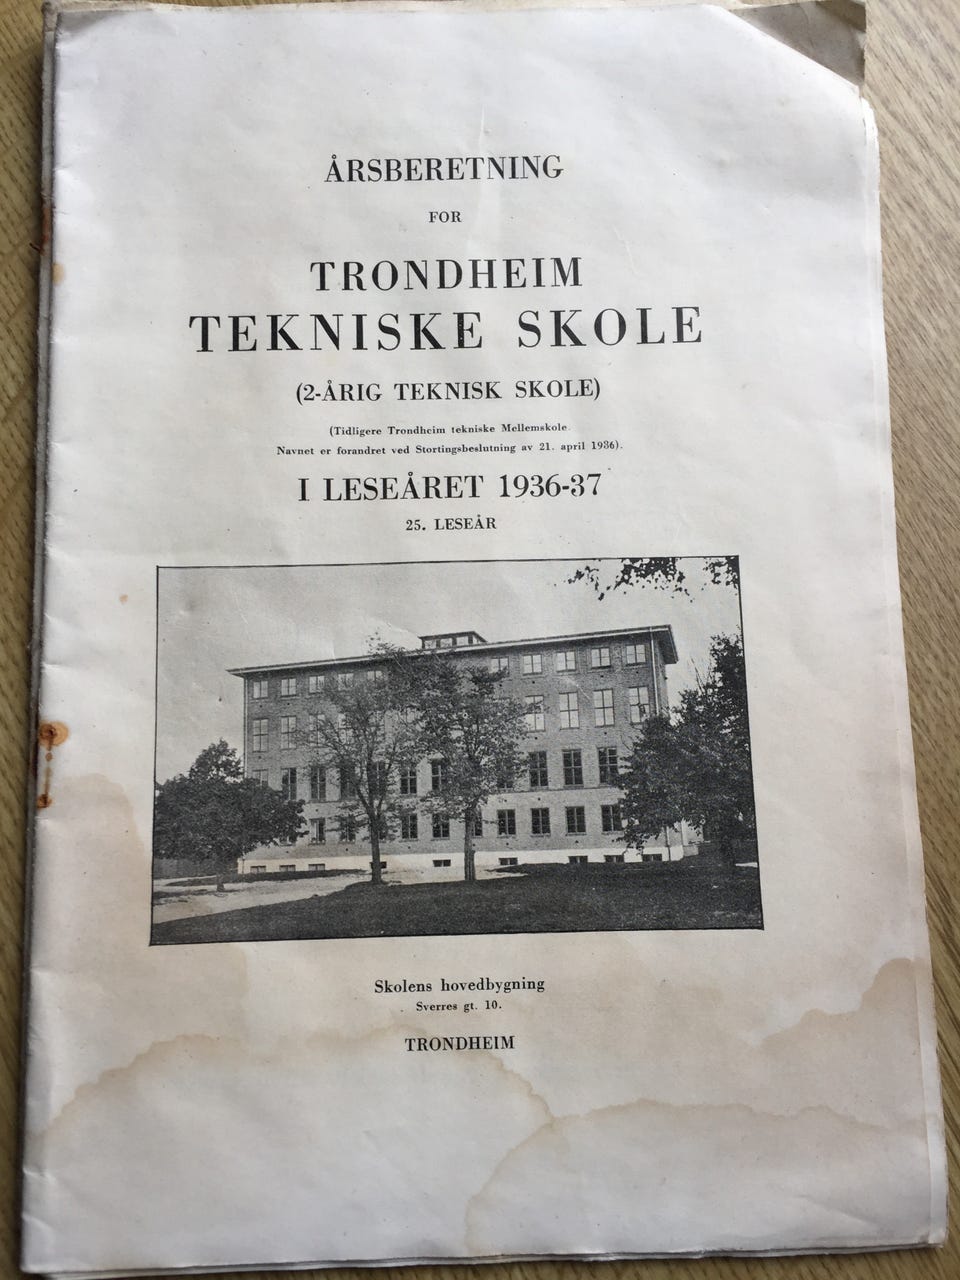 ÅRSBERETNING
FOR
TRONDHEIM
TEKNISKE SKOLE
(2-ÅRIG TEKNISK SKOLE)
(Tidligere Trondheim tekniske Mellemskole.
Navnet er forandret ved Stortingsbeslutning av 21. april 1936).
I LESEÅRET 1936-37
25. LESEÅR
Skolens hovedbygning
Sverres gt. 10.
TRONDHEIM